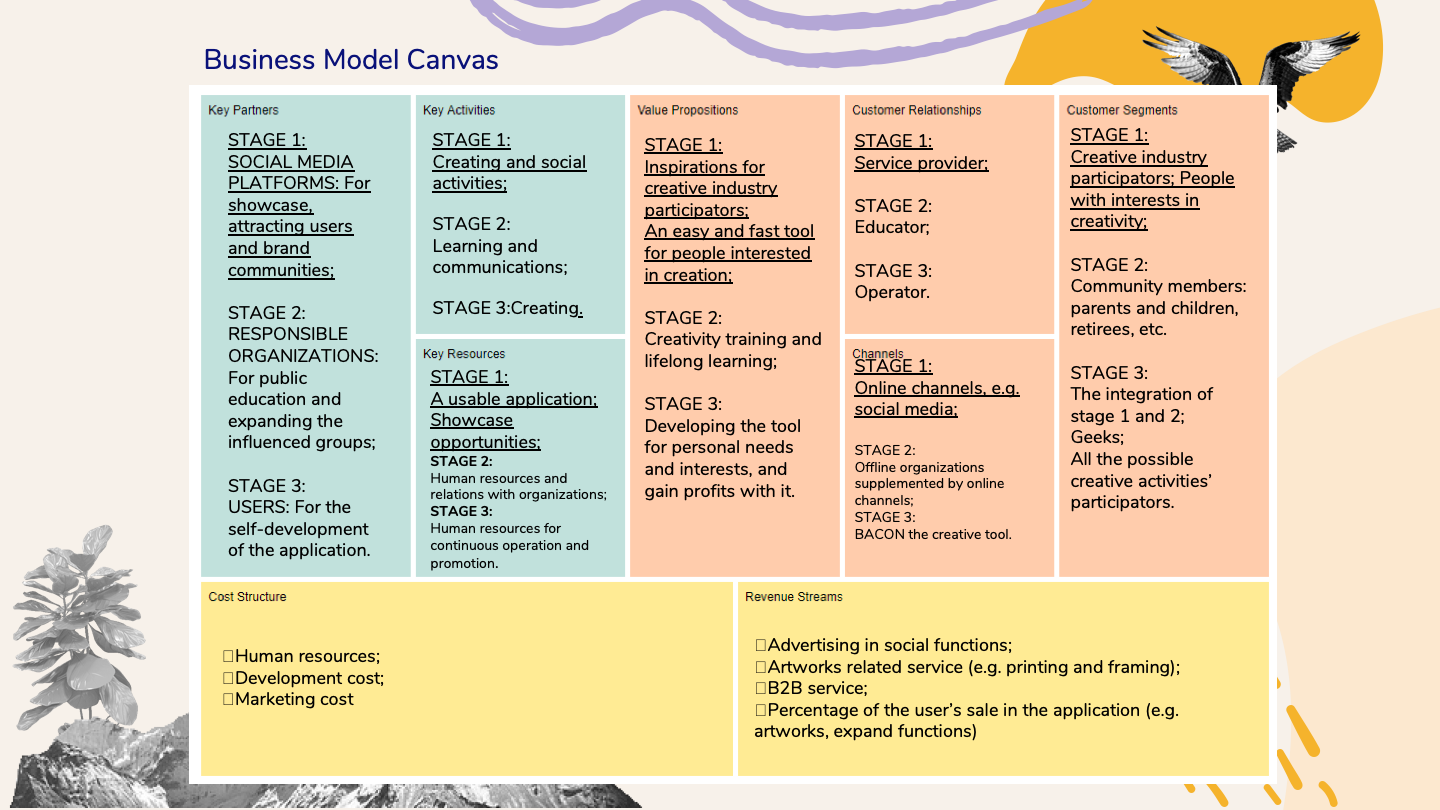 Business Model Canvas
Key Partners
STAGE 1:
SOCIAL MEDIA
PLATFORMS: For
showcase,
attracting users
and brand
communities;
STAGE 2:
RESPONSIBLE
ORGANIZATIONS:
For public
education and
expanding the
influenced groups;
STAGE 3:
USERS: For the
self-development
of the application.
Key Activities
STAGE 1:
Creating and social
activities;
STAGE 2:
Learning and
communications;
STAGE 3:Creating.
Key Resources
STAGE 1:
A usable application;
Showcase
opportunities;
STAGE 2:
Human resources and
relations with organizations;
STAGE 3:
Human resources for
continuous operation and
promotion.
Value Propositions
STAGE 1:
Inspirations for
creative industry
participators;
An easy and fast tool
for people interested
in creation;
STAGE 2:
Creativity training and
lifelong learning;
STAGE 3:
Developing the tool
for personal needs
and interests, and
gain profits with it.
Customer Relationships
STAGE 1:
Service provider;
STAGE 2:
Educator;
STAGE 3:
Operator.
Channels
STAGE 1:
Online channels, e.g.
social media;
STAGE 2:
Offline organizations
supplemented by online
channels;
STAGE 3:
BACON the creative tool.
Customer Segments
STAGE 1:
Creative industry
participators; People
with interests in
creativity;
STAGE 2:
Community members:
parents and children,
retirees, etc.
STAGE 3:
The integration of
stage 1 and 2;
Geeks;
All the possible
creative activities’
participators.
Cost Structure
Human resources;
Development cost;
Marketing cost
Revenue Streams
Advertising in social functions;
Artworks related service (e.g. printing and framing);
B2B service;
Percentage of the user’s sale in the application (e.g.
artworks, expand functions)